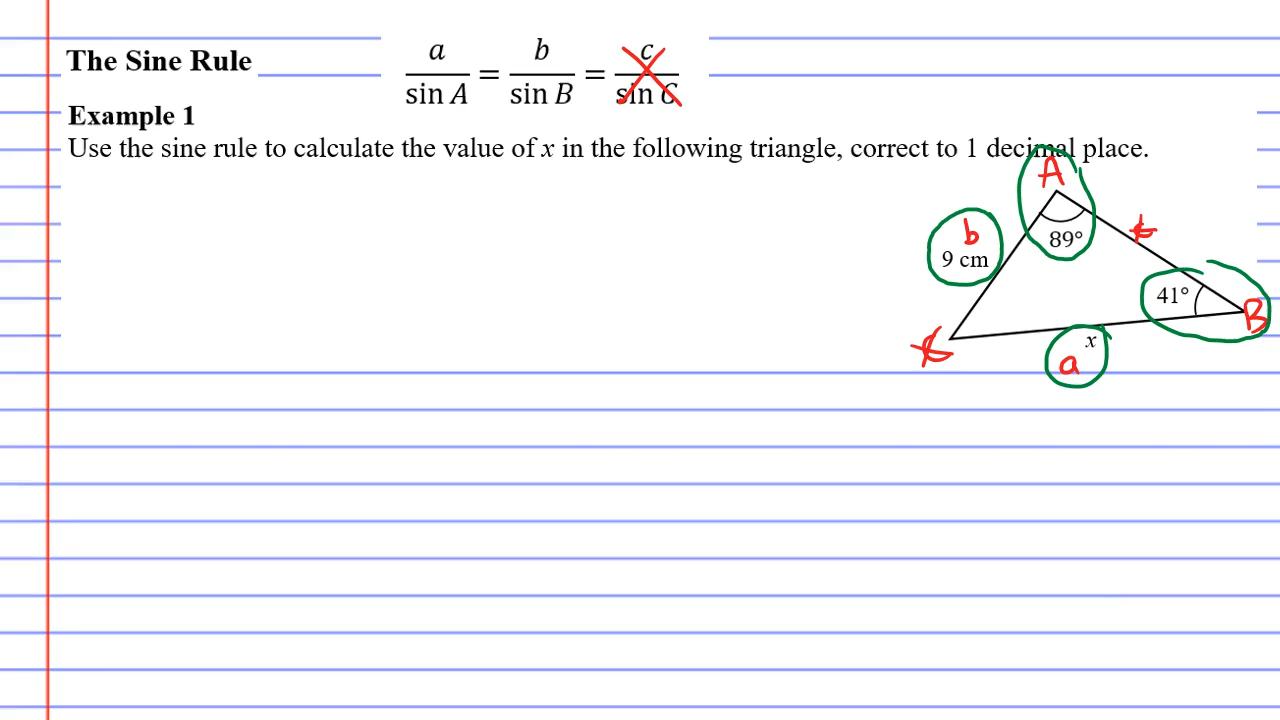 The Sine Rule
a/sin A = b/sin B = c/sin C
Example 1
Use the sine rule to calculate the value of x in the following triangle, correct to 1 decimal place.
A
b
c
89°
9 cm
41°
B
C
x
a